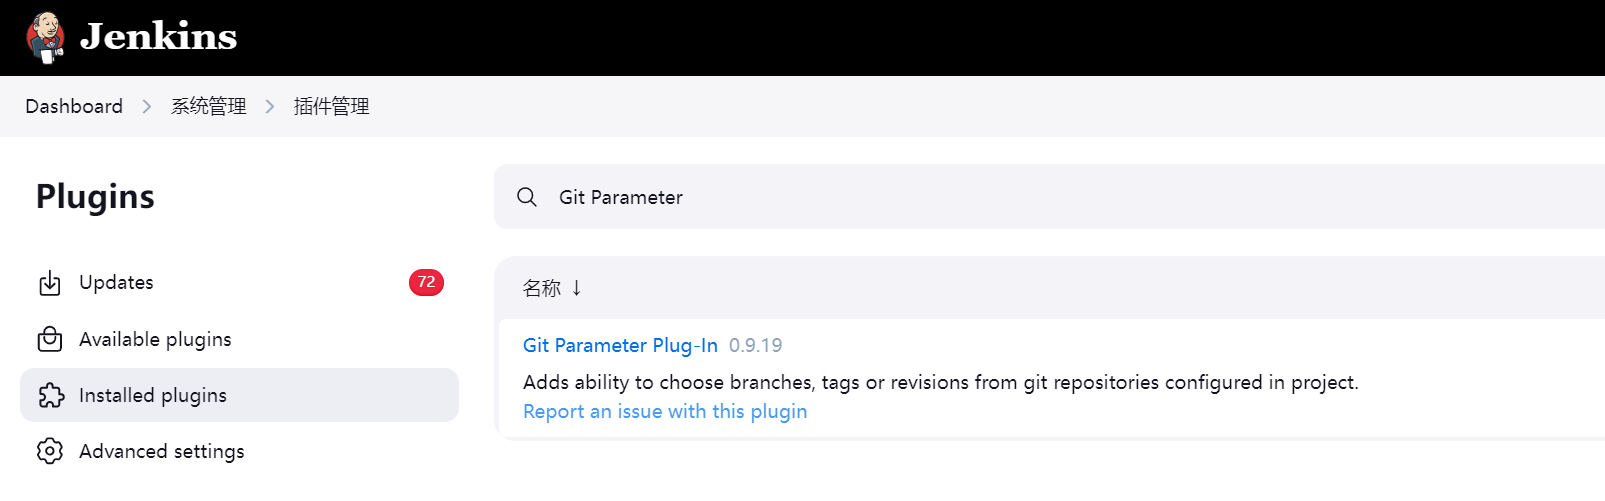 Jenkins
Dashboard > 系统管理 > 插件管理
Plugins
Git Parameter
Updates 72
Available plugins
Installed plugins
Advanced settings
名称 ↓
Git Parameter Plug-In 0.9.19
Adds ability to choose branches, tags or revisions from git repositories configured in project.
Report an issue with this plugin